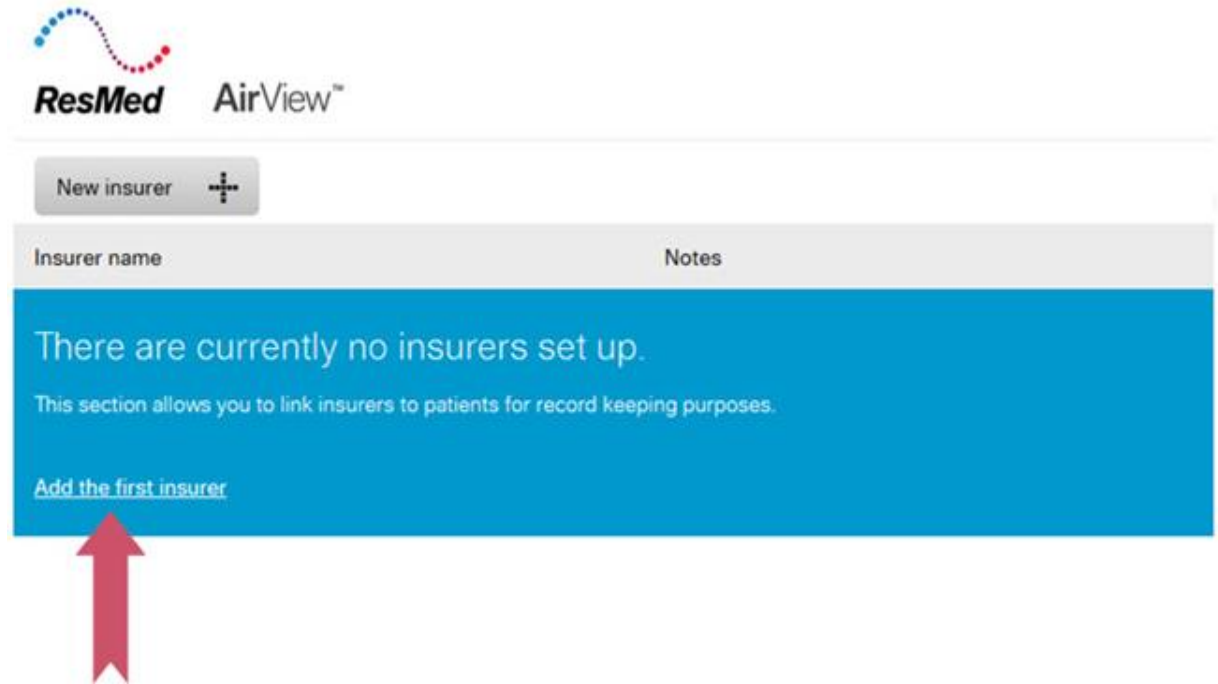 ResMed AirView™
New insurer
Insurer name Notes
There are currently no insurers set up.
This section allows you to link insurers to patients for record keeping purposes.
Add the first insurer